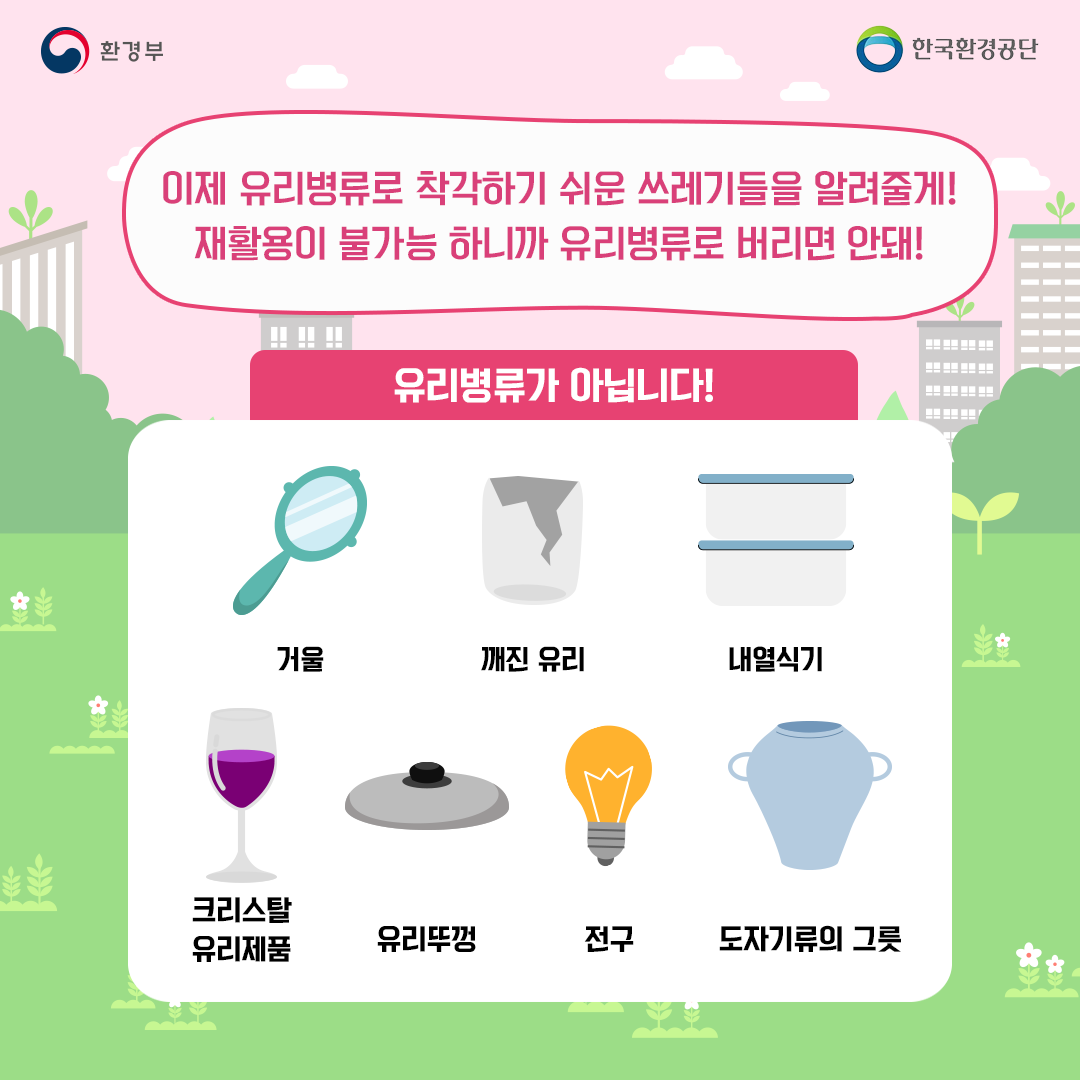 환경부
한국환경공단
이제 유리병류로 착각하기 쉬운 쓰레기들을 알려줄게!
재활용이 불가능 하니까 유리병류로 버리면 안돼!
유리병류가 아닙니다!
거울
깨진 유리
내열식기
크리스탈
유리제품
유리뚜껑
전구
도자기류의 그릇